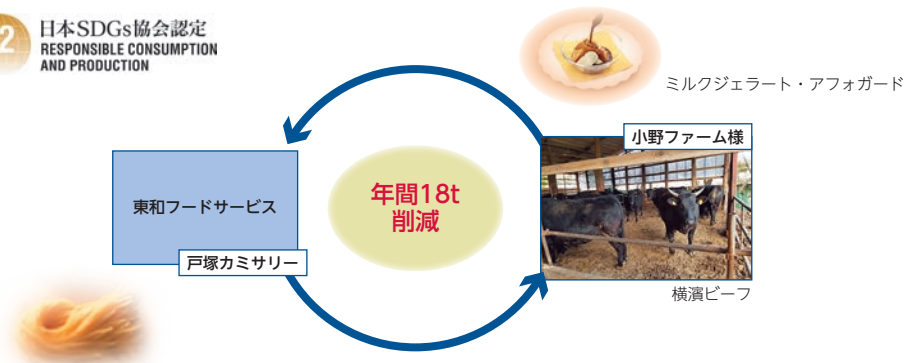 2
日本SDGs協会認定
RESPONSIBLE CONSUMPTION
AND PRODUCTION
ミルクジェラート・アフォガード
小野ファーム様
東和フードサービス
年間18t
削減
戸塚カミサリー
横濱ビーフ